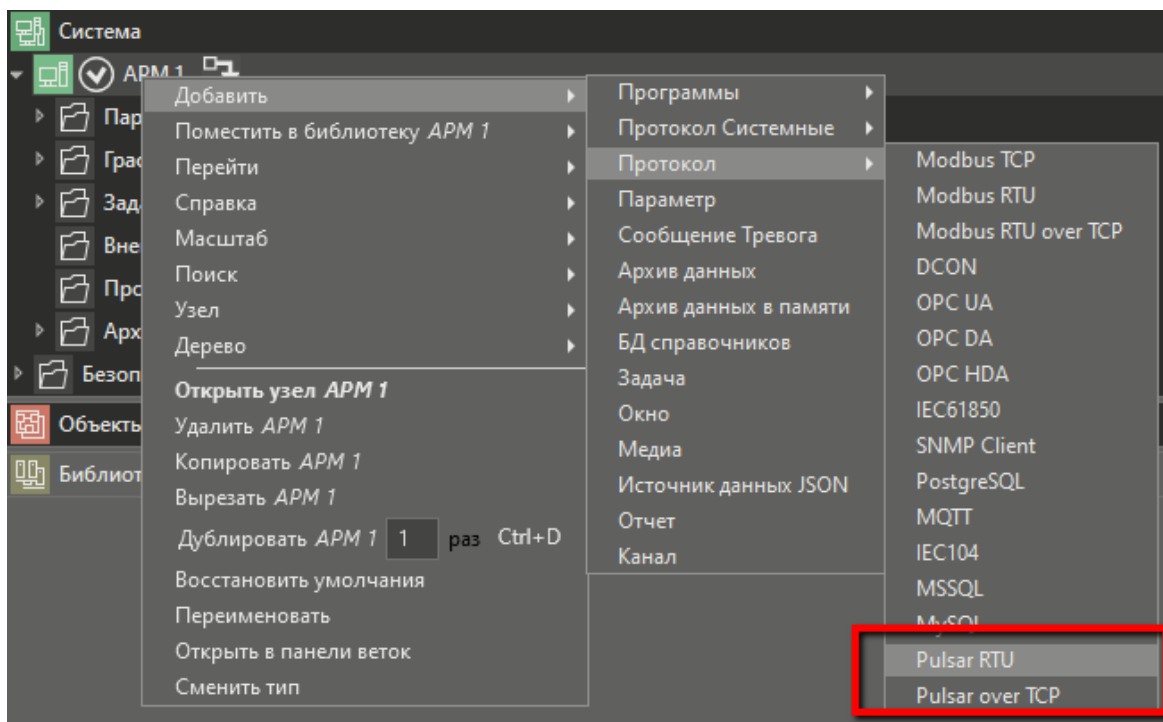 Система
АРМ 1
Пар
Граф
Зад
Вне
Про
Арх
Безоп
Объекты
Библиот
Добавить
Поместить в библиотеку АРМ 1
Перейти
Справка
Масштаб
Поиск
Узел
Дерево
Открыть узел АРМ 1
Удалить АРМ 1
Копировать АРМ 1
Вырезать АРМ 1
Дублировать АРМ 1 1 раз Ctrl+D
Восстановить умолчания
Переименовать
Открыть в панели веток
Сменить тип
Программы
Протокол Системные
Протокол
Параметр
Сообщение Тревога
Архив данных
Архив данных в памяти
БД справочников
Задача
Окно
Медиа
Источник данных JSON
Отчет
Канал
Modbus TCP
Modbus RTU
Modbus RTU over TCP
DCON
OPC UA
OPC DA
OPC HDA
IEC61850
SNMP Client
PostgreSQL
MQTT
IEC104
MSSQL
MySQL
Pulsar RTU
Pulsar over TCP